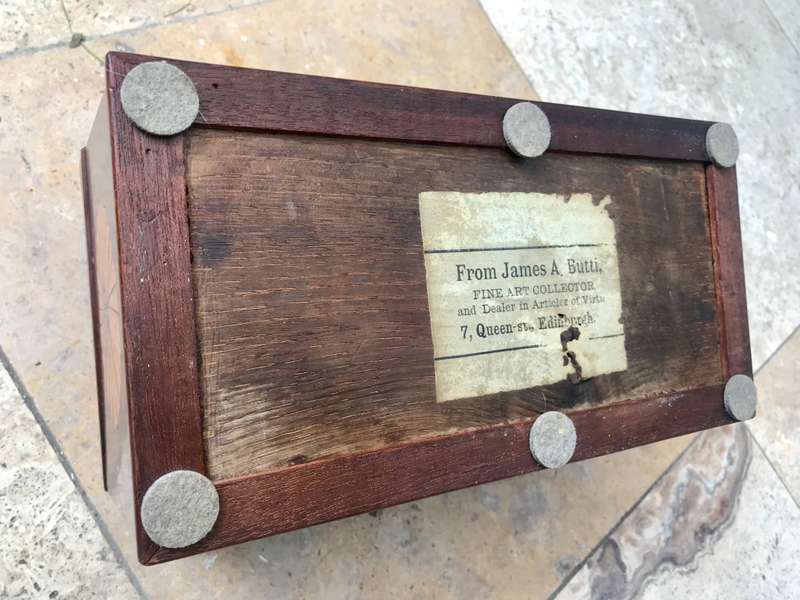 From James A. Butti,
FINE ART COLLECTOR
and Dealer in Articles of Virtu
7, Queen-st., Edinburgh.